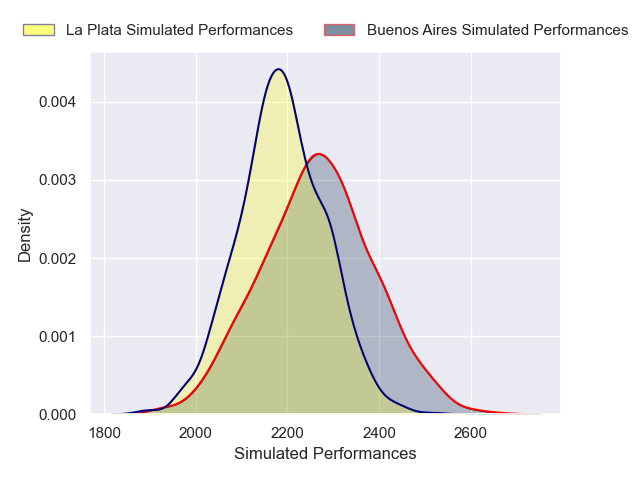 La Plata Simulated Performances
Buenos Aires Simulated Performances
0.004
0.003
0.002
0.001
0.000
Density
1800
2000
2200
2400
2600
Simulated Performances